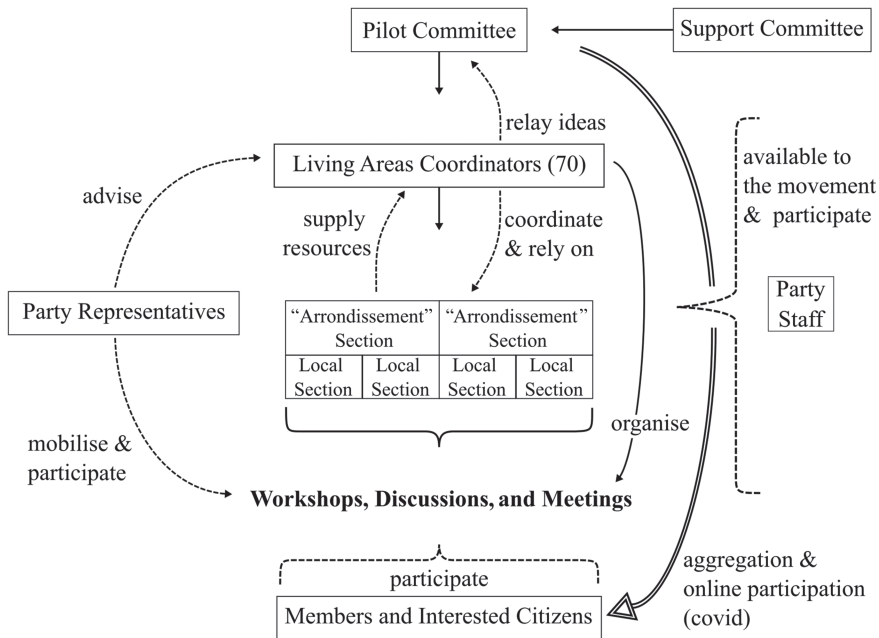 Pilot Committee
Support Committee
relay ideas
Living Areas Coordinators (70)
advise
supply
resources
coordinate
& rely on
available to
the movement
& participate
Party Representatives
Party
Staff
“Arrondissement”
Section
“Arrondissement”
Section
Local
Section
Local
Section
Local
Section
Local
Section
organise
mobilise &
participate
Workshops, Discussions, and Meetings
participate
Members and Interested Citizens
aggregation &
online participation
(covid)